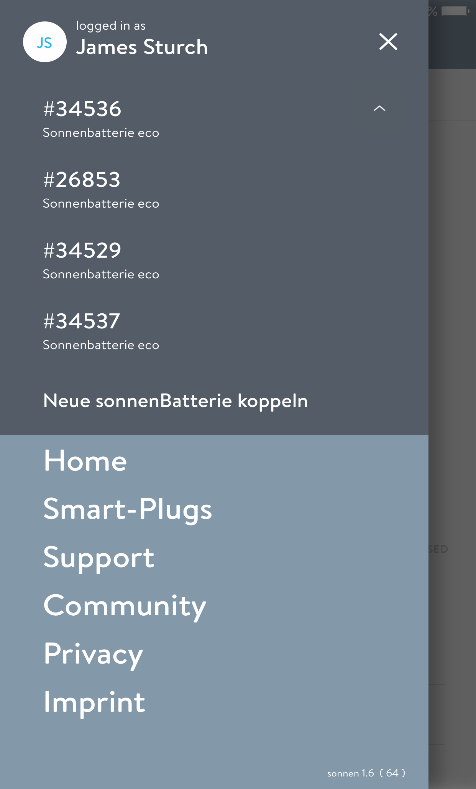 %
logged in as
JS
James Sturch
#34536
Sonnenbatterie eco
#26853
Sonnenbatterie eco
#34529
Sonnenbatterie eco
#34537
Sonnenbatterie eco
Neue sonnenBatterie koppeln
Home
Smart-Plugs
Support
Community
Privacy
Imprint
sonnen 1.6 ( 64 )